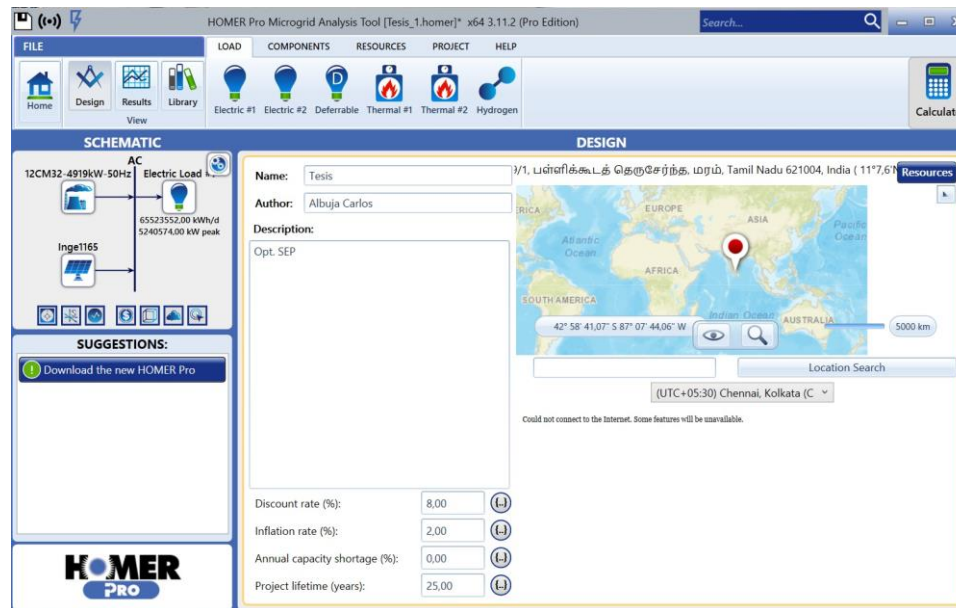 HOMER Pro Microgrid Analysis Tool [Tesis_1.homer]* x64 3.11.2 (Pro Edition)
Search...
FILE
LOAD COMPONENTS RESOURCES PROJECT HELP
Home
Design
Results
Library
View
Electric #1
Electric #2
Deferrable
Thermal #1
Thermal #2
Hydrogen
Calculat
SCHEMATIC
AC
12CM32-4919kW-50Hz
Electric Load
65523552,00 kWh/d
5240574,00 kW peak
Inge1165
SUGGESTIONS:
Download the new HOMER Pro
HOMER
PRO
DESIGN
Name: Tesis
Author: Albuja Carlos
Description:
Opt. SEP
Discount rate (%): 8,00
Inflation rate (%): 2,00
Annual capacity shortage (%): 0,00
Project lifetime (years): 25,00
/1, பள்ளிக்கூடத் தெருசேர்ந்த, மரம், Tamil Nadu 621004, India ( 11°7,6'N
Resources
RICA
EUROPE
ASIA
Atlantic
Ocean
Pacific
Ocean
AFRICA
SOUTH AMERICA
Indian Ocean
AUSTRALIA
42° 58' 41,07" S 87° 07' 44,06" W
5000 km
Location Search
(UTC+05:30) Chennai, Kolkata (C
Could not connect to the Internet. Some features will be unavailable.